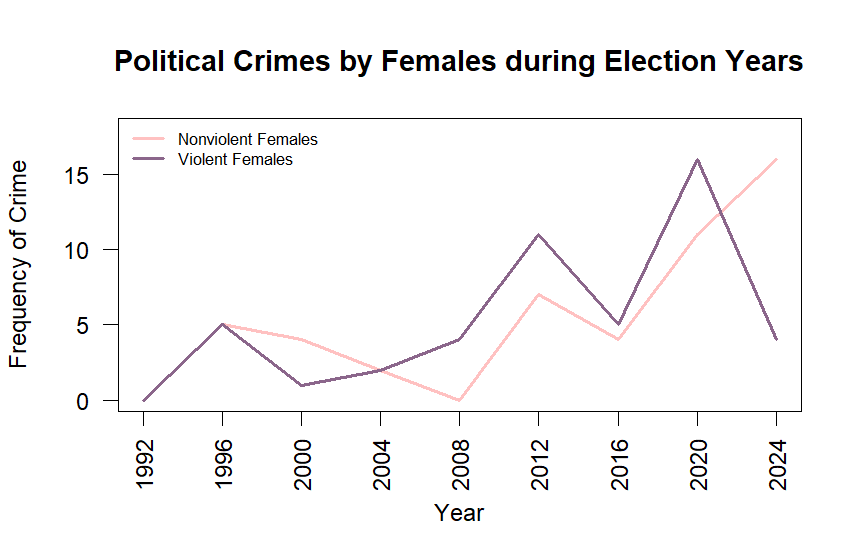 Political Crimes by Females during Election Years
Nonviolent Females
Violent Females
Frequency of Crime
15
10
5
0
1992
1996
2000
2004
2008
2012
2016
2020
2024
Year